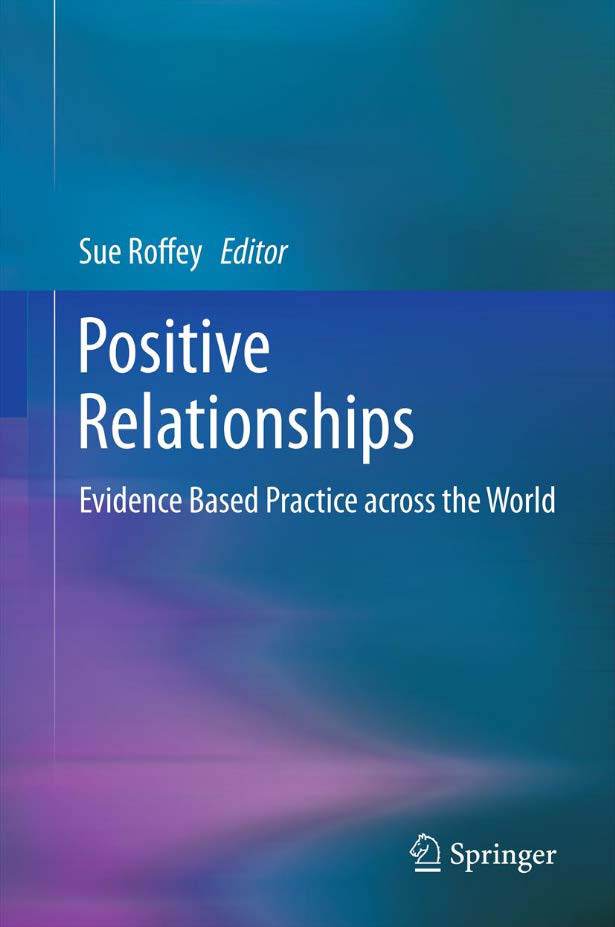 Sue Roffey Editor
Positive
Relationships
Evidence Based Practice across the World
Springer